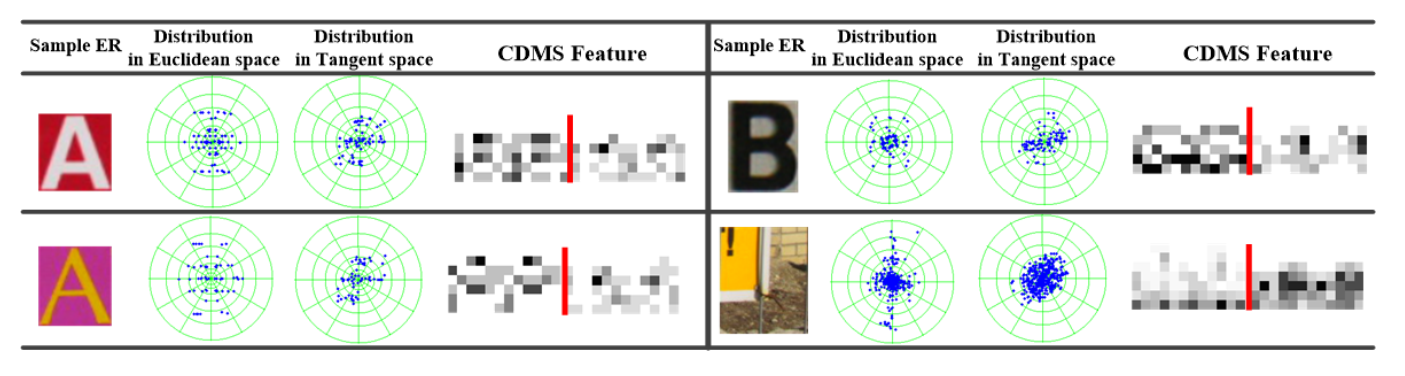 Sample ER
Distribution
in Euclidean space
Distribution
in Tangent space
CDMS Feature
Sample ER
Distribution
in Euclidean space
Distribution
in Tangent space
CDMS Feature
A
B
A
!